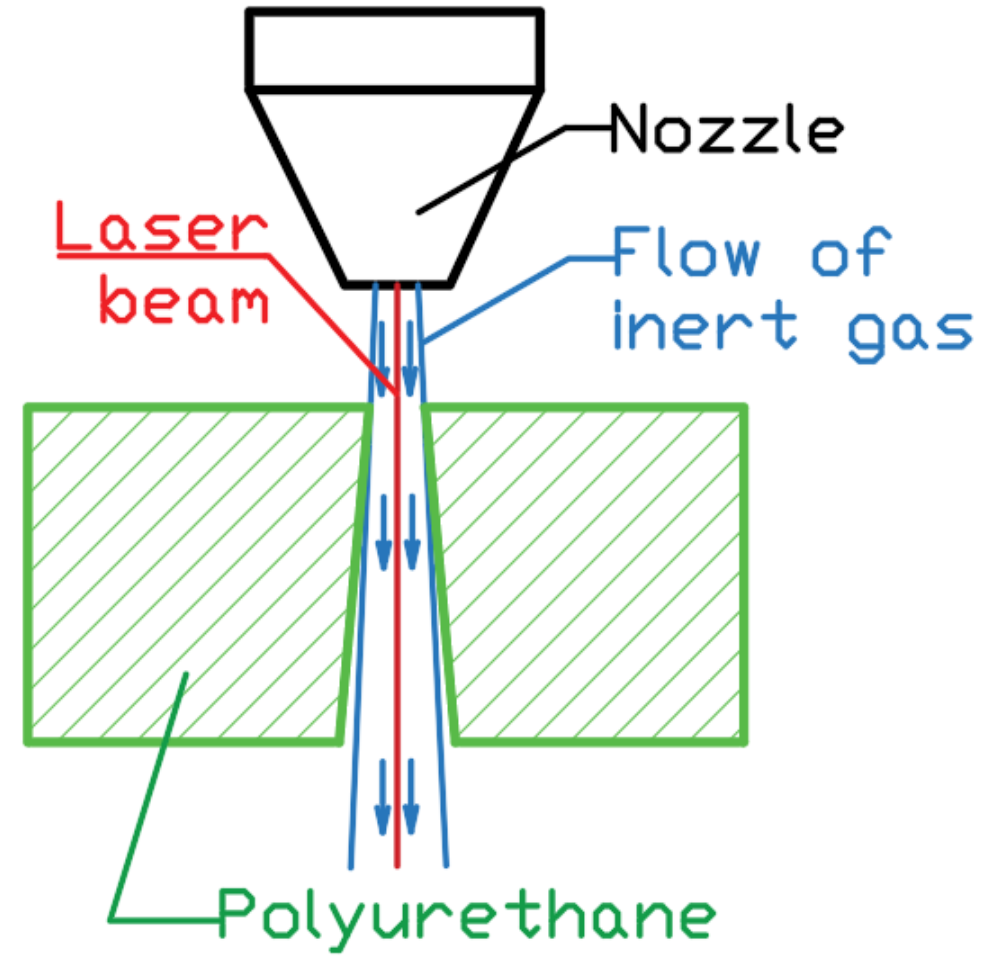 Nozzle
Laser
beam
Flow of
inert gas
Polyurethane